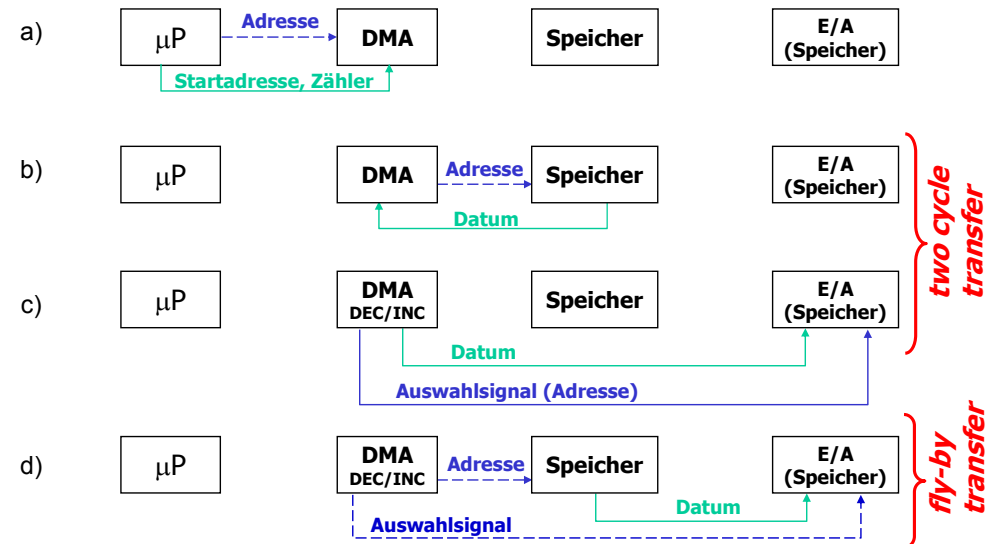 a)
µP
Adresse
DMA
Speicher
E/A
(Speicher)
Startadresse, Zähler
b)
µP
DMA
Adresse
Speicher
E/A
(Speicher)
Datum
two cycle
transfer
c)
µP
DMA
DEC/INC
Speicher
E/A
(Speicher)
Datum
Auswahlsignal (Adresse)
d)
µP
DMA
DEC/INC
Adresse
Speicher
E/A
(Speicher)
Datum
Auswahlsignal
fly-by
transfer